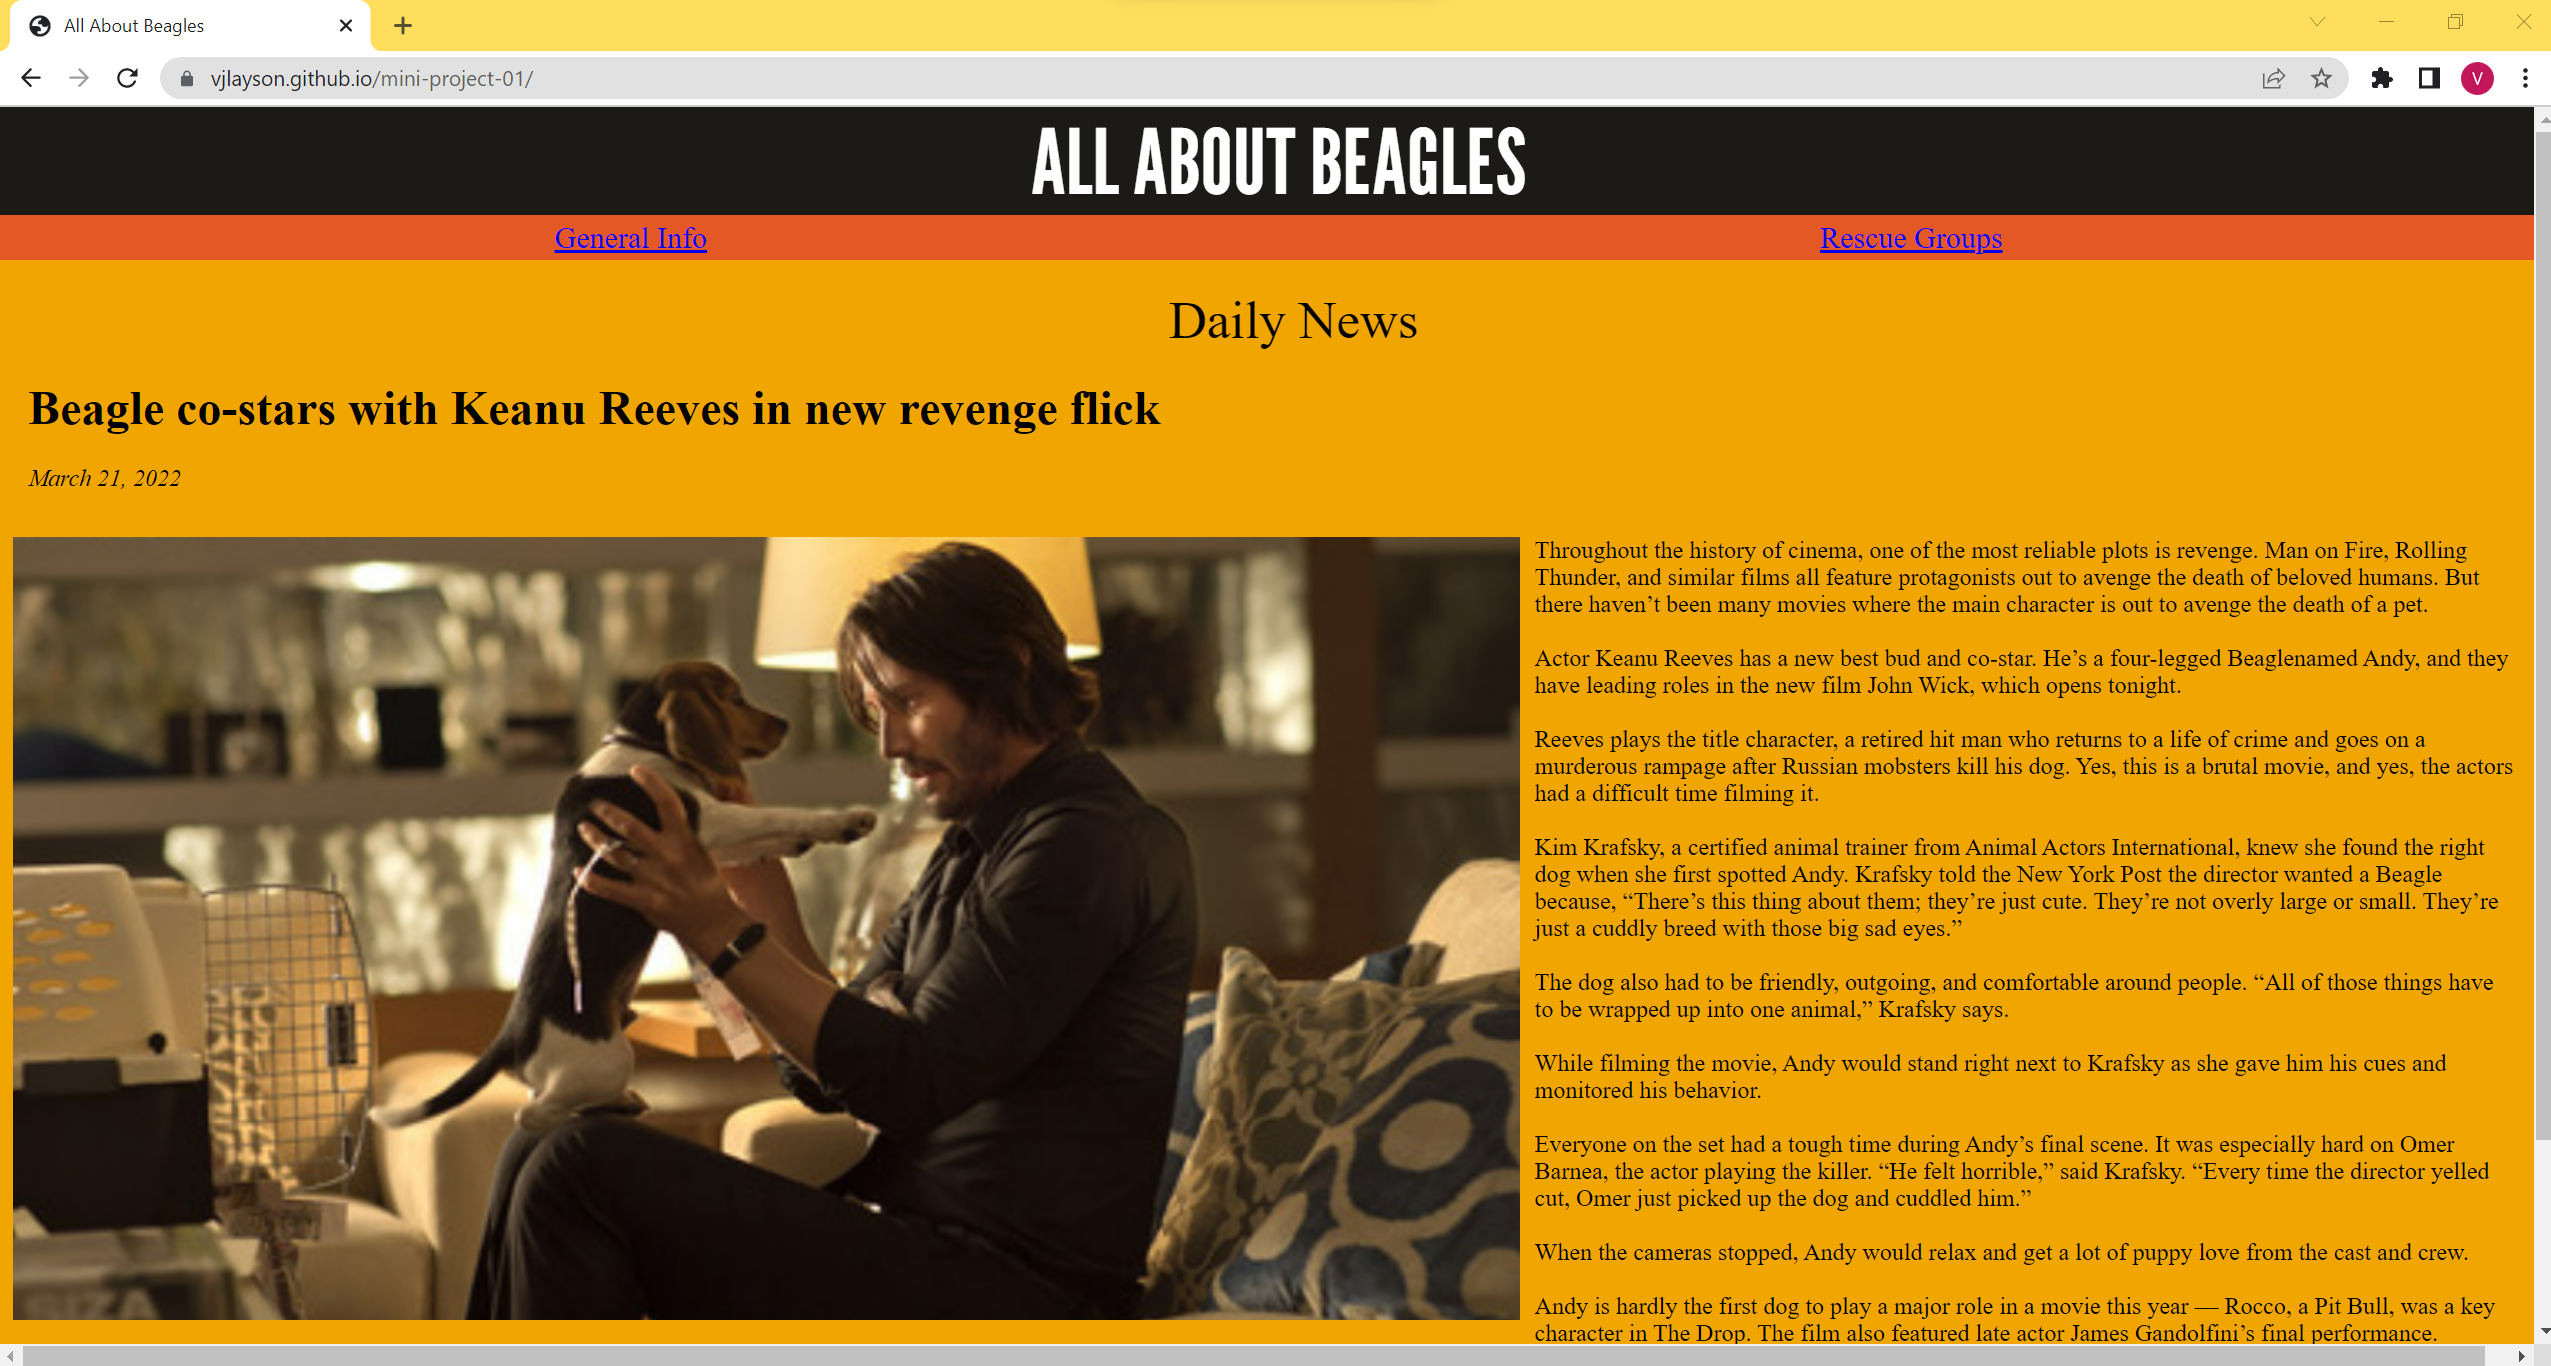 All About Beagles
vjlayson.github.io/mini-project-01/
V
ALL ABOUT BEAGLES
General Info
Rescue Groups
Daily News
Beagle co-stars with Keanu Reeves in new revenge flick
March 21, 2022
Throughout the history of cinema, one of the most reliable plots is revenge. Man on Fire, Rolling
Thunder, and similar films all feature protagonists out to avenge the death of beloved humans. But
there haven’t been many movies where the main character is out to avenge the death of a pet.
Actor Keanu Reeves has a new best bud and co-star. He’s a four-legged Beaglenamed Andy, and they
have leading roles in the new film John Wick, which opens tonight.
Reeves plays the title character, a retired hit man who returns to a life of crime and goes on a
murderous rampage after Russian mobsters kill his dog. Yes, this is a brutal movie, and yes, the actors
had a difficult time filming it.
Kim Krafsky, a certified animal trainer from Animal Actors International, knew she found the right
dog when she first spotted Andy. Krafsky told the New York Post the director wanted a Beagle
because, “There’s this thing about them; they’re just cute. They’re not overly large or small. They’re
just a cuddly breed with those big sad eyes.”
The dog also had to be friendly, outgoing, and comfortable around people. “All of those things have
to be wrapped up into one animal,” Krafsky says.
While filming the movie, Andy would stand right next to Krafsky as she gave him his cues and
monitored his behavior.
Everyone on the set had a tough time during Andy’s final scene. It was especially hard on Omer
Barnea, the actor playing the killer. “He felt horrible,” said Krafsky. “Every time the director yelled
cut, Omer just picked up the dog and cuddled him.”
When the cameras stopped, Andy would relax and get a lot of puppy love from the cast and crew.
Andy is hardly the first dog to play a major role in a movie this year — Rocco, a Pit Bull, was a key
character in The Drop. The film also featured late actor James Gandolfini’s final performance.